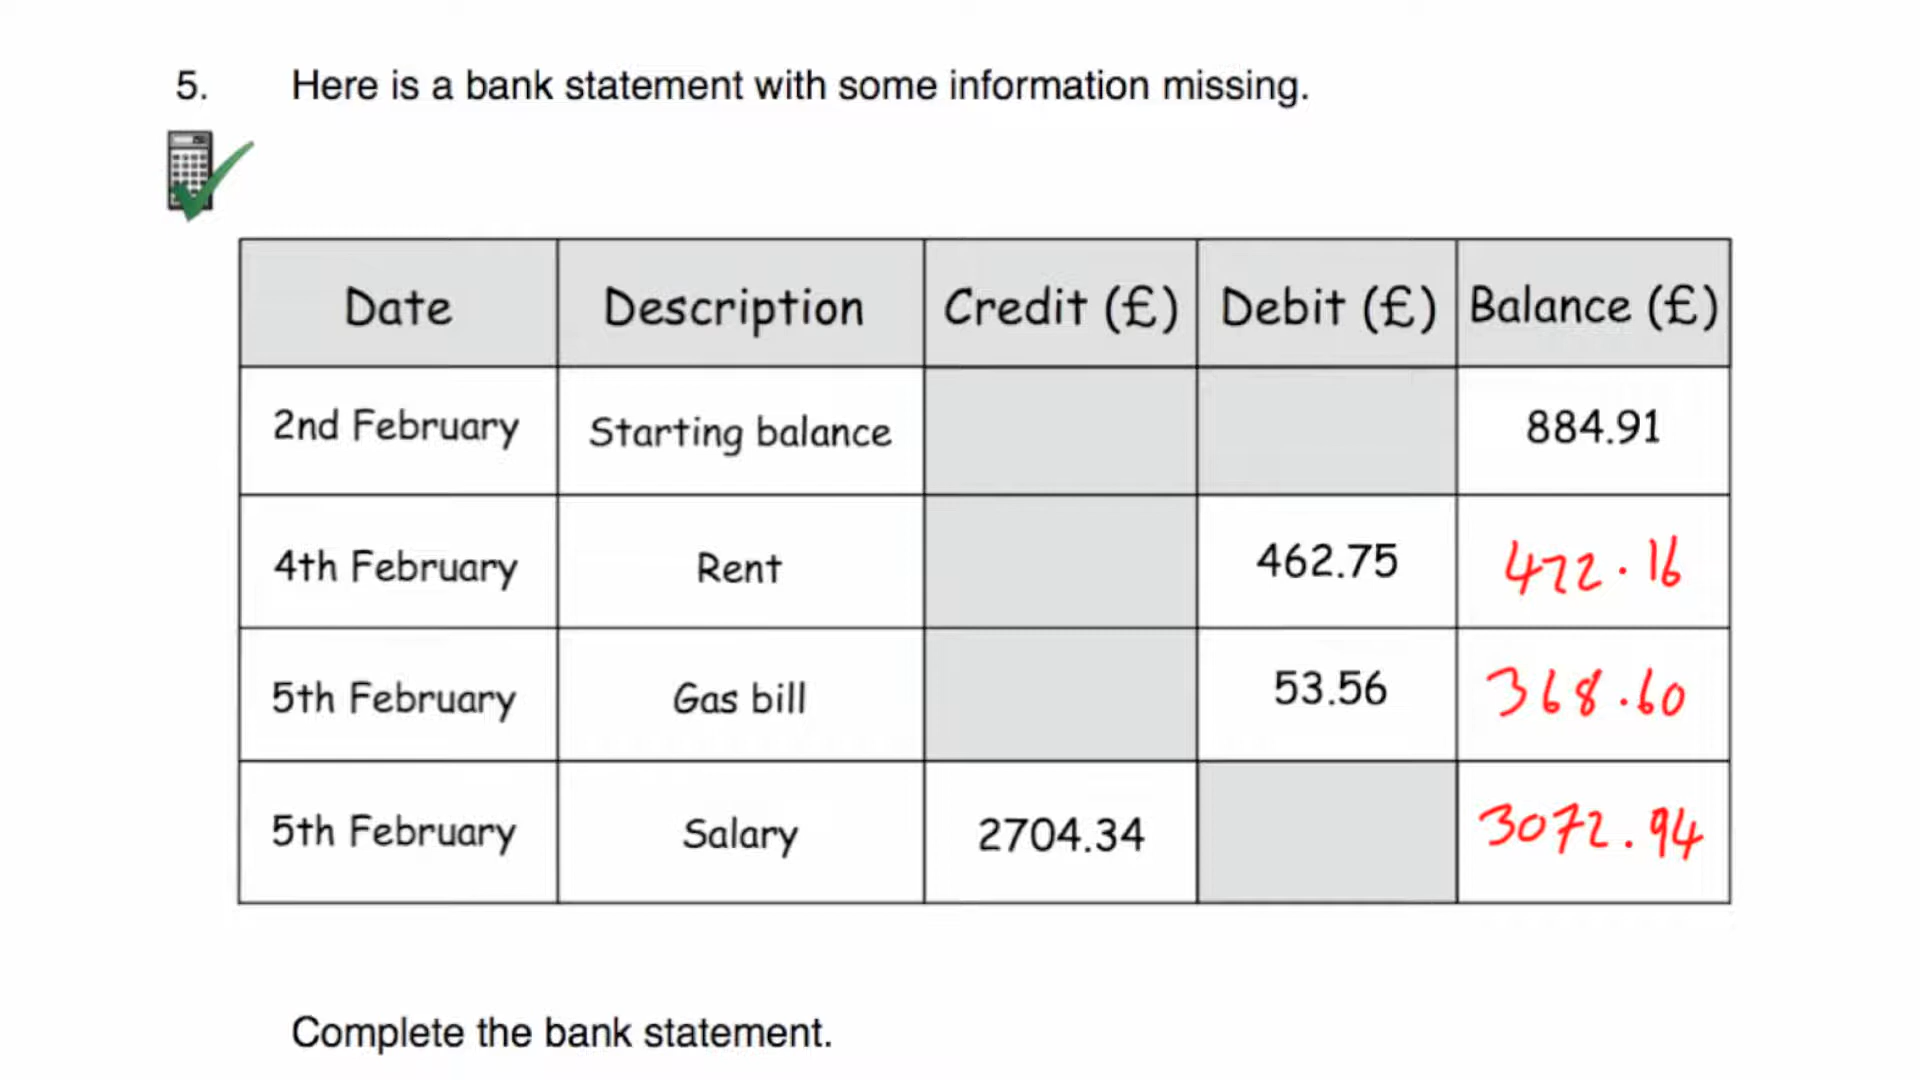 5. Here is a bank statement with some information missing.
Date Description Credit (£) Debit (£) Balance (£)
2nd February Starting balance 884.91
4th February Rent 462.75 472.16
5th February Gas bill 53.56 368.60
5th February Salary 2704.34 3072.94
Complete the bank statement.